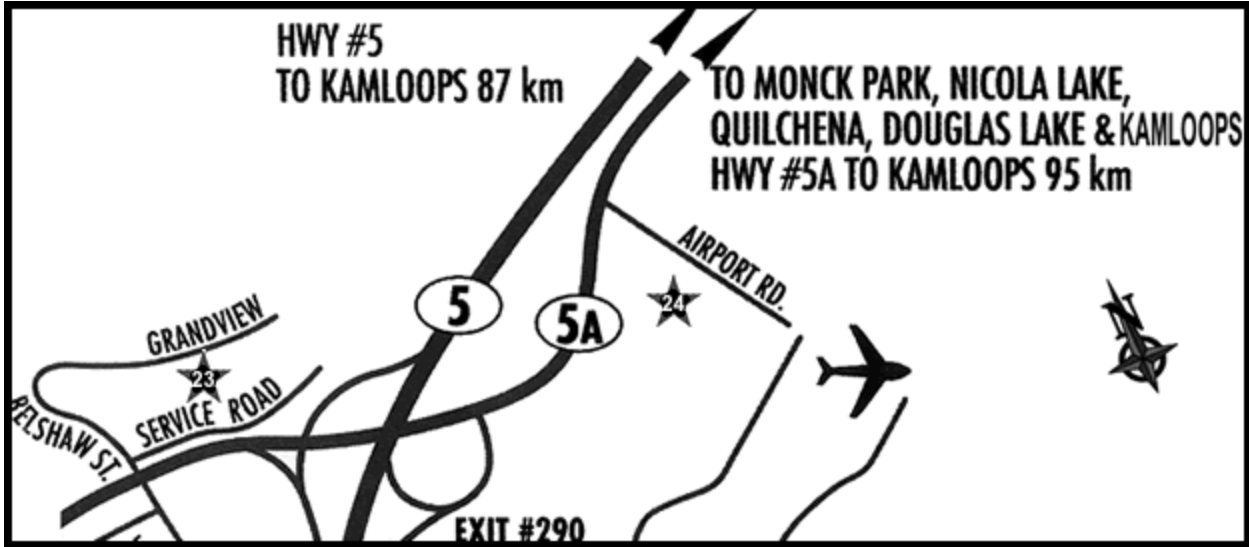 HWY #5
TO KAMLOOPS 87 km
TO MONCK PARK, NICOLA LAKE,
QUILCHENA, DOUGLAS LAKE & KAMLOOPS
HWY #5A TO KAMLOOPS 95 km
AIRPORT RD.
N
5
5A
24
GRANDVIEW
23
SERVICE ROAD
BELSHAW ST.
EXIT #290